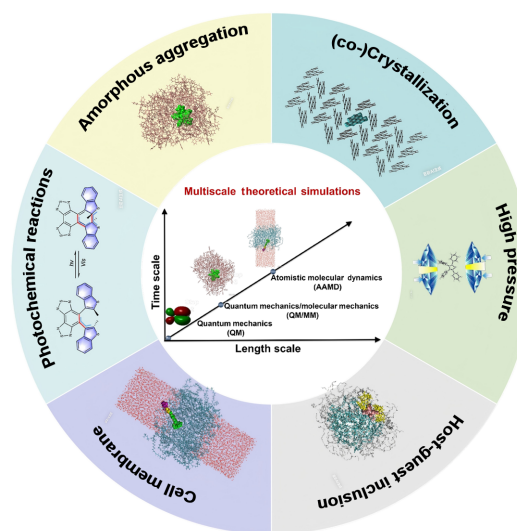 Amorphous aggregation
(co-)Crystallization
High pressure
Host-guest inclusion
Cell membrane
Photochemical reactions
hv
Vis
Multiscale theoretical simulations
Time scale
Atomistic molecular dynamics
(AAMD)
Quantum mechanics/molecular mechanics
(QM/MM)
Quantum mechanics
(QM)
Length scale